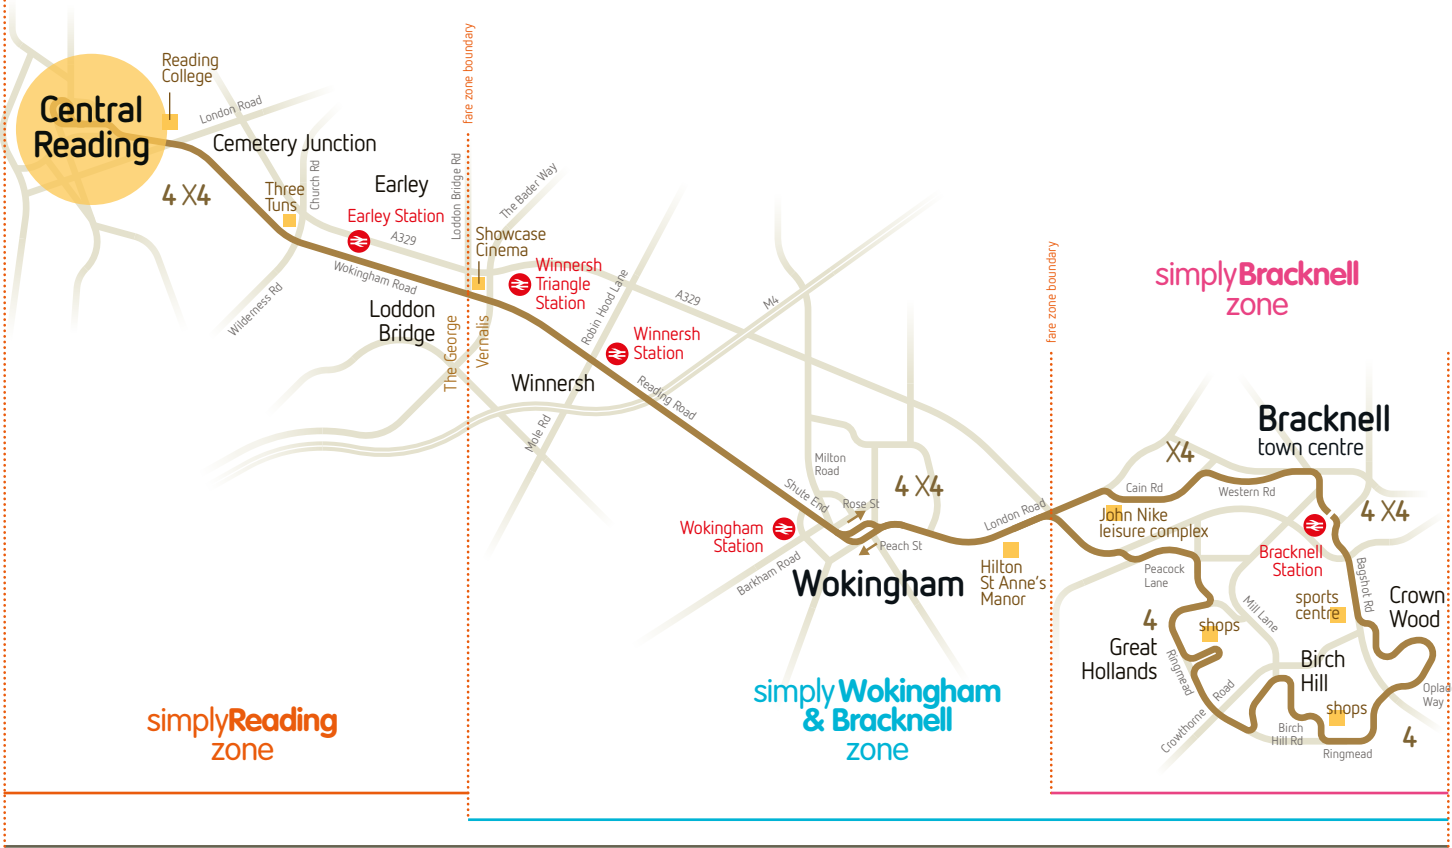 Reading
College
Central
Reading
London Road
Cemetery Junction
4 X4
Three
Tuns
Church Rd
Earley
Earley Station
A329
Loddon Bridge Rd
fare zone boundary
The Bader Way
Showcase
Cinema
Winnersh
Triangle
Station
Wokingham Road
Wilderness Rd
Loddon
Bridge
The George
Vernalis
Robin Hood Lane
A329
M4
Winnersh
Station
Winnersh
Reading Road
Mole Rd
Milton
Road
Shute End
Rose St
4 X4
Peach St
Wokingham
Station
Barkham Road
Wokingham
London Road
Hilton
St Anne's
Manor
fare zone boundary
simplyBracknell
zone
Bracknell
town centre
X4
Cain Rd
Western Rd
John Nike
leisure complex
4 X4
Bracknell
Station
Peacock
Lane
Mill Lane
Bagshot Rd
sports
centre
Crown
Wood
4
shops
Great
Hollands
Ringmead
Birch
Hill
Crowthorne Road
shops
Oplad
Way
Birch
Hill Rd
Ringmead
4
simplyReading
zone
simplyWokingham
& Bracknell
zone